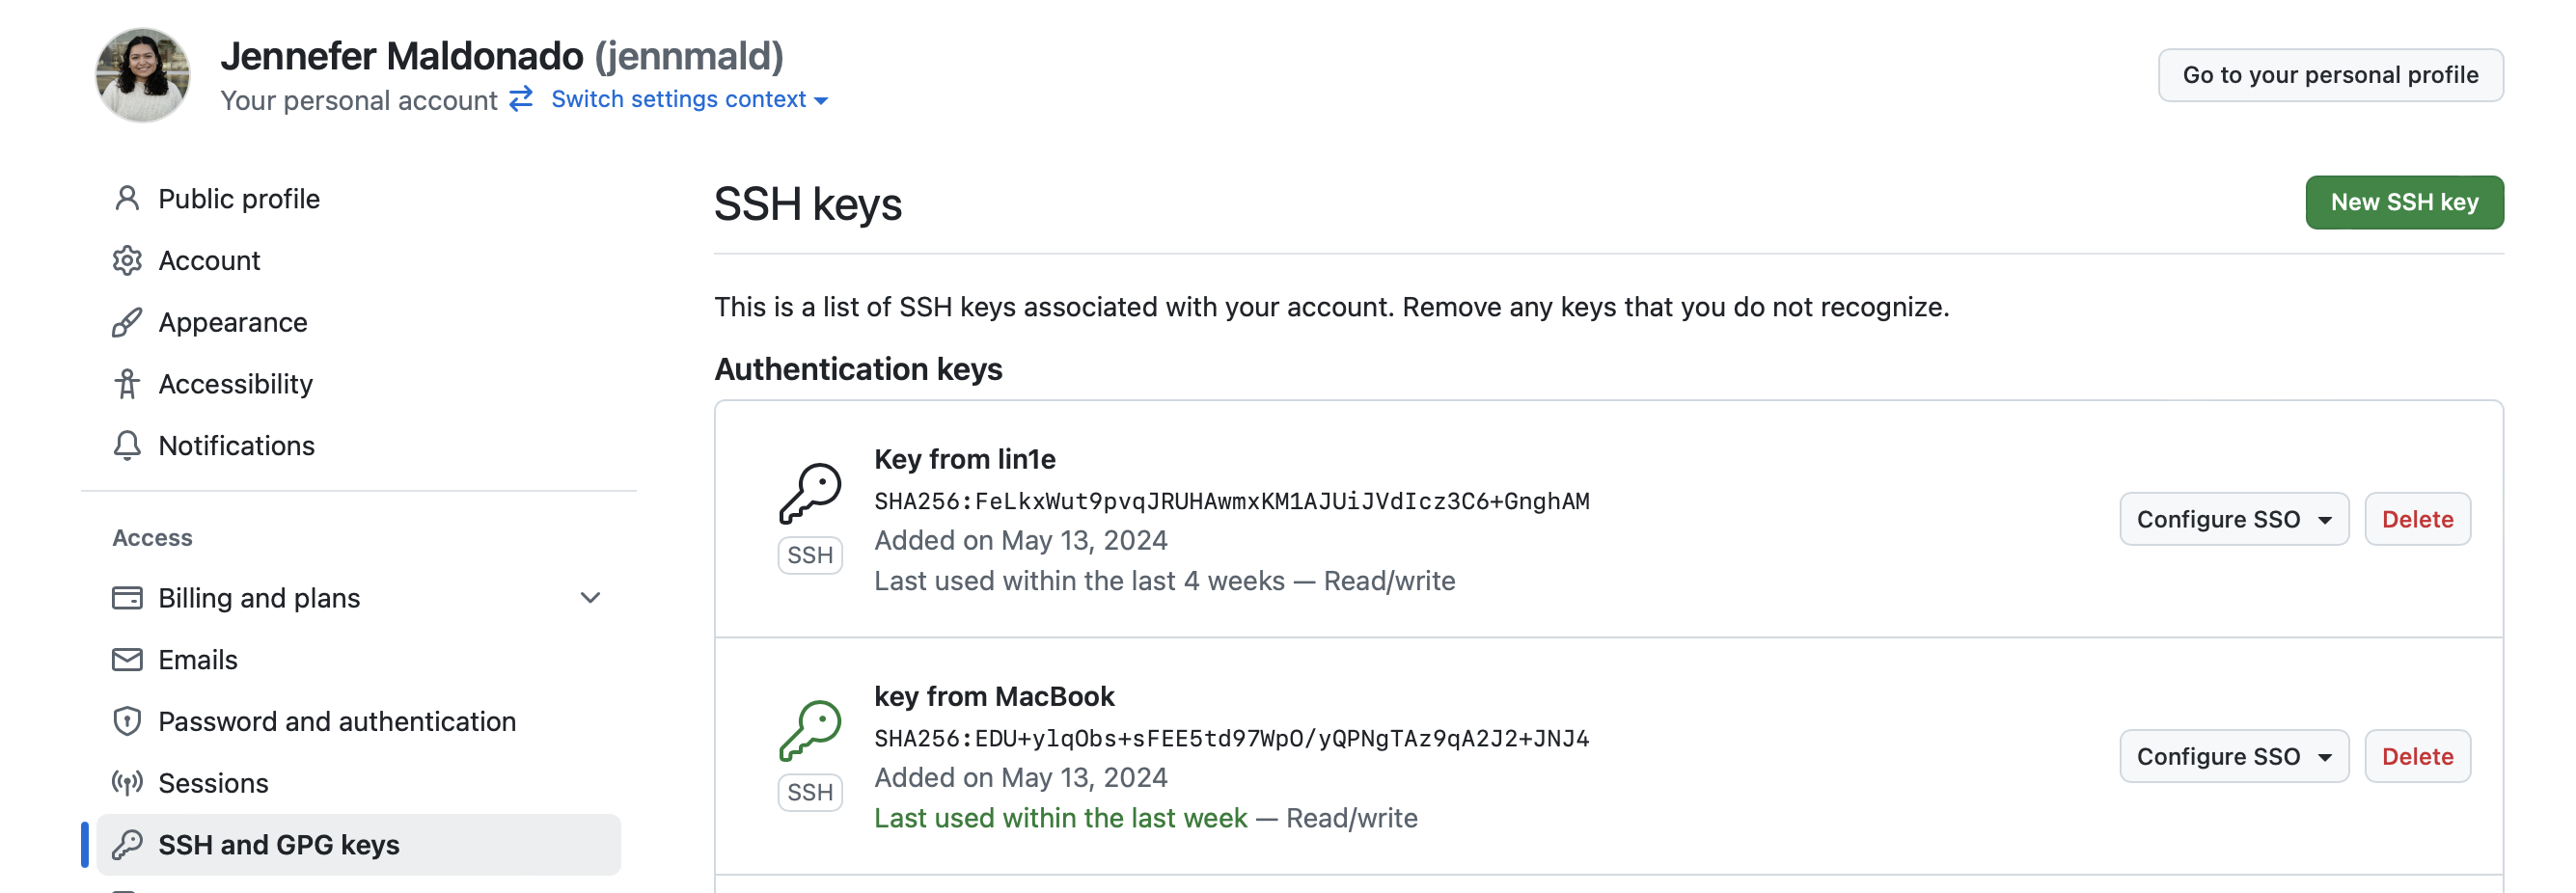 Jennefer Maldonado (jennmald)
Your personal account Switch settings context
Go to your personal profile
Public profile
Account
Appearance
Accessibility
Notifications
Access
Billing and plans
Emails
Password and authentication
Sessions
SSH and GPG keys
SSH keys
New SSH key
This is a list of SSH keys associated with your account. Remove any keys that you do not recognize.
Authentication keys
Key from lin1e
SHA256:FeLkxWut9pvqJRUHAwmxKM1AJUiJVdIcz3C6+GnghAM
Added on May 13, 2024
Last used within the last 4 weeks — Read/write
SSH
Configure SSO
Delete
key from MacBook
SHA256:EDU+ylqObs+sFEE5td97WpO/yQPNgTAz9qA2J2+JNJ4
Added on May 13, 2024
Last used within the last week — Read/write
SSH
Configure SSO
Delete